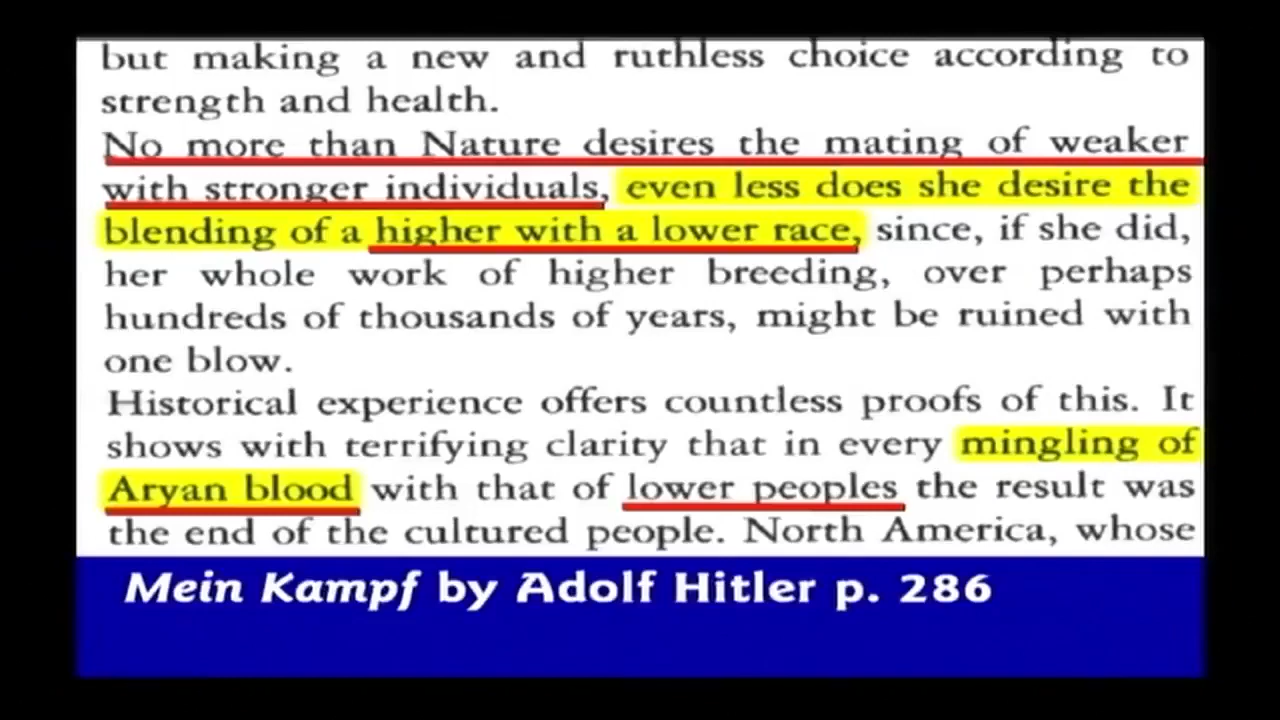 but making a new and ruthless choice according to
strength and health.
No more than Nature desires the mating of weaker
with stronger individuals, even less does she desire the
blending of a higher with a lower race, since, if she did,
her whole work of higher breeding, over perhaps
hundreds of thousands of years, might be ruined with
one blow.
Historical experience offers countless proofs of this. It
shows with terrifying clarity that in every mingling of
Aryan blood with that of lower peoples the result was
the end of the cultured people. North America, whose
Mein Kampf by Adolf Hitler p. 286